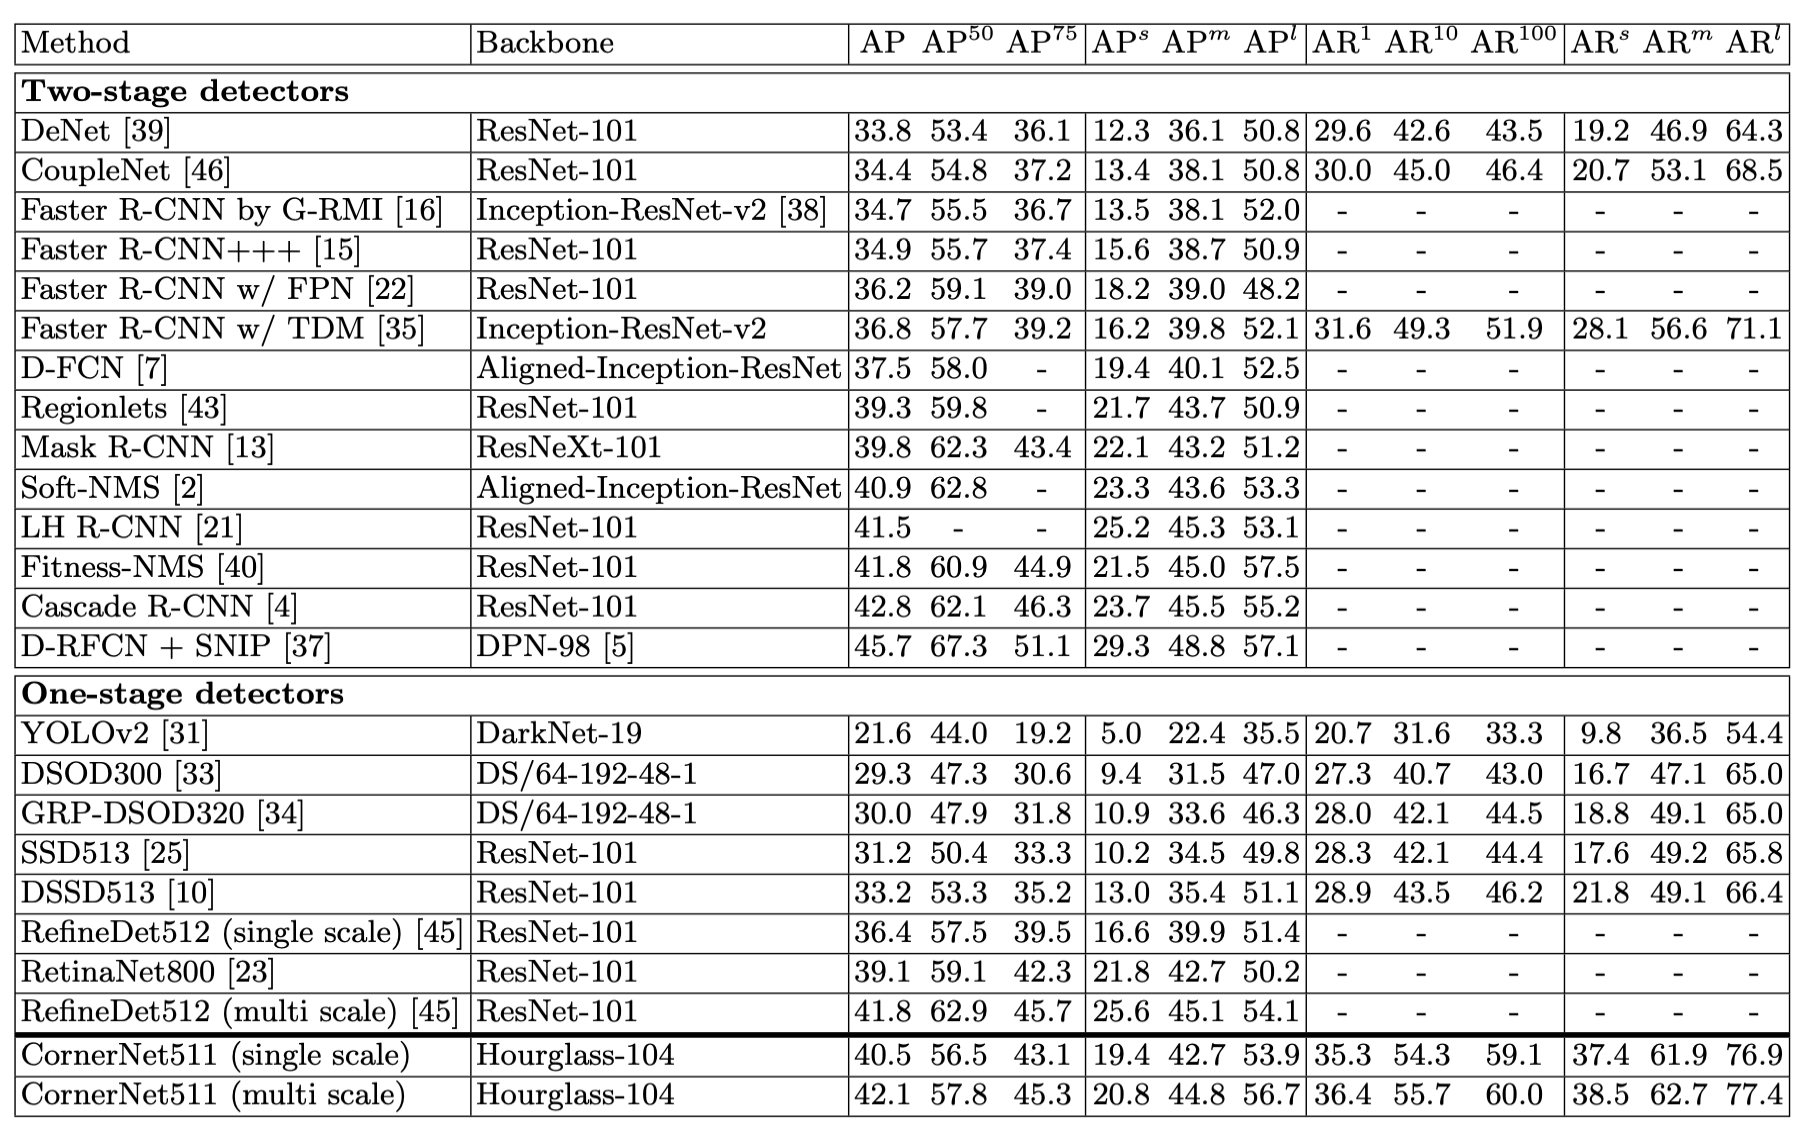 Method Backbone AP AP^50 AP^75 AP^s AP^m AP^l AR^1 AR^10 AR^100 AR^s AR^m AR^l
Two-stage detectors
DeNet [39] ResNet-101 33.8 53.4 36.1 12.3 36.1 50.8 29.6 42.6 43.5 19.2 46.9 64.3
CoupleNet [46] ResNet-101 34.4 54.8 37.2 13.4 38.1 50.8 30.0 45.0 46.4 20.7 53.1 68.5
Faster R-CNN by G-RMI [16] Inception-ResNet-v2 [38] 34.7 55.5 36.7 13.5 38.1 52.0 - - - - - -
Faster R-CNN+++ [15] ResNet-101 34.9 55.7 37.4 15.6 38.7 50.9 - - - - - -
Faster R-CNN w/ FPN [22] ResNet-101 36.2 59.1 39.0 18.2 39.0 48.2 - - - - - -
Faster R-CNN w/ TDM [35] Inception-ResNet-v2 36.8 57.7 39.2 16.2 39.8 52.1 31.6 49.3 51.9 28.1 56.6 71.1
D-FCN [7] Aligned-Inception-ResNet 37.5 58.0 - 19.4 40.1 52.5 - - - - - -
Regionlets [43] ResNet-101 39.3 59.8 - 21.7 43.7 50.9 - - - - - -
Mask R-CNN [13] ResNeXt-101 39.8 62.3 43.4 22.1 43.2 51.2 - - - - - -
Soft-NMS [2] Aligned-Inception-ResNet 40.9 62.8 - 23.3 43.6 53.3 - - - - - -
LH R-CNN [21] ResNet-101 41.5 - - 25.2 45.3 53.1 - - - - - -
Fitness-NMS [40] ResNet-101 41.8 60.9 44.9 21.5 45.0 57.5 - - - - - -
Cascade R-CNN [4] ResNet-101 42.8 62.1 46.3 23.7 45.5 55.2 - - - - - -
D-RFCN + SNIP [37] DPN-98 [5] 45.7 67.3 51.1 29.3 48.8 57.1 - - - - - -
One-stage detectors
YOLOv2 [31] DarkNet-19 21.6 44.0 19.2 5.0 22.4 35.5 20.7 31.6 33.3 9.8 36.5 54.4
DSOD300 [33] DS/64-192-48-1 29.3 47.3 30.6 9.4 31.5 47.0 27.3 40.7 43.0 16.7 47.1 65.0
GRP-DSOD320 [34] DS/64-192-48-1 30.0 47.9 31.8 10.9 33.6 46.3 28.0 42.1 44.5 18.8 49.1 65.0
SSD513 [25] ResNet-101 31.2 50.4 33.3 10.2 34.5 49.8 28.3 42.1 44.4 17.6 49.2 65.8
DSSD513 [10] ResNet-101 33.2 53.3 35.2 13.0 35.4 51.1 28.9 43.5 46.2 21.8 49.1 66.4
RefineDet512 (single scale) [45] ResNet-101 36.4 57.5 39.5 16.6 39.9 51.4 - - - - - -
RetinaNet800 [23] ResNet-101 39.1 59.1 42.3 21.8 42.7 50.2 - - - - - -
RefineDet512 (multi scale) [45] ResNet-101 41.8 62.9 45.7 25.6 45.1 54.1 - - - - - -
CornerNet511 (single scale) Hourglass-104 40.5 56.5 43.1 19.4 42.7 53.9 35.3 54.3 59.1 37.4 61.9 76.9
CornerNet511 (multi scale) Hourglass-104 42.1 57.8 45.3 20.8 44.8 56.7 36.4 55.7 60.0 38.5 62.7 77.4